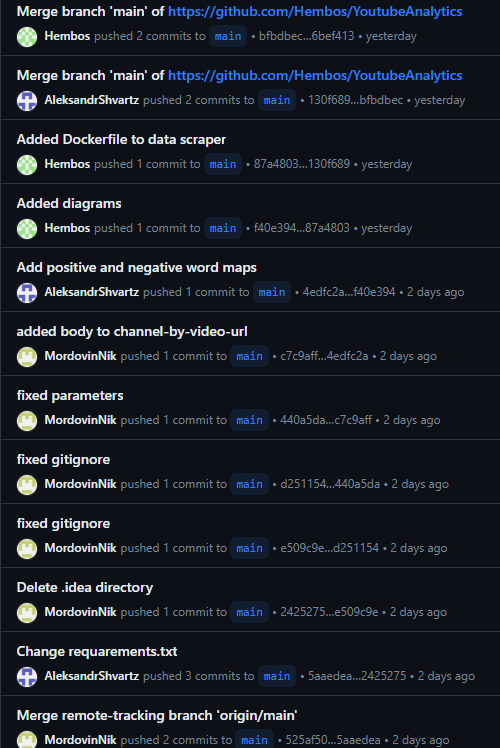 Merge branch 'main' of https://github.com/Hembos/YoutubeAnalytics
Hembos pushed 2 commits to main • bfbdbec...6bef413 • yesterday
Merge branch 'main' of https://github.com/Hembos/YoutubeAnalytics
AleksandrShvartz pushed 2 commits to main • 130f689...bfbdbec • yesterday
Added Dockerfile to data scraper
Hembos pushed 1 commit to main • 87a4803...130f689 • yesterday
Added diagrams
Hembos pushed 1 commit to main • f40e394...87a4803 • yesterday
Add positive and negative word maps
AleksandrShvartz pushed 1 commit to main • 4edfc2a...f40e394 • 2 days ago
added body to channel-by-video-url
MordovinNik pushed 1 commit to main • c7c9aff...4edfc2a • 2 days ago
fixed parameters
MordovinNik pushed 1 commit to main • 440a5da...c7c9aff • 2 days ago
fixed gitignore
MordovinNik pushed 1 commit to main • d251154...440a5da • 2 days ago
fixed gitignore
MordovinNik pushed 1 commit to main • e509c9e...d251154 • 2 days ago
Delete .idea directory
MordovinNik pushed 1 commit to main • 2425275...e509c9e • 2 days ago
Change requarements.txt
AleksandrShvartz pushed 3 commits to main • 5aaedea...2425275 • 2 days ago
Merge remote-tracking branch 'origin/main'
MordovinNik pushed 2 commits to main • 525af50...5aaedea • 2 days ago